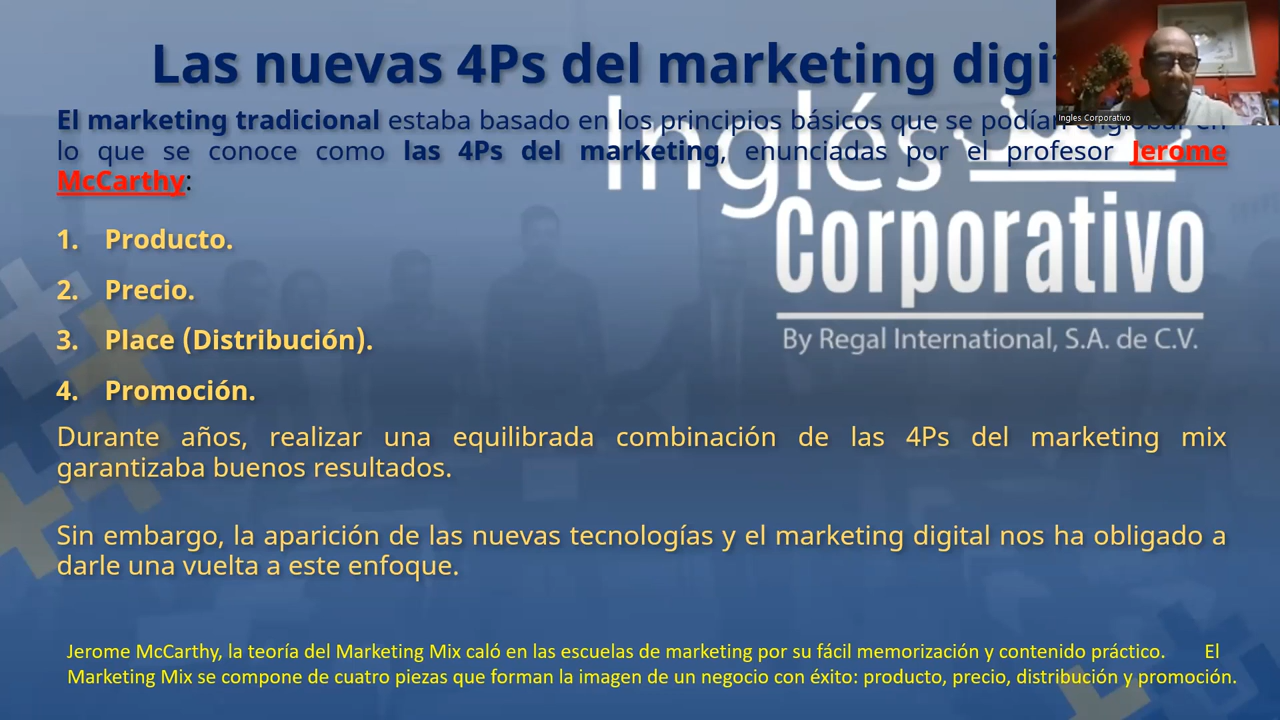 Las nuevas 4Ps del marketing digi
El marketing tradicional estaba basado en los principios básicos que se podían englobar en
lo que se conoce como las 4Ps del marketing, enunciadas por el profesor Jerome
McCarthy:
1. Producto.
2. Precio.
3. Place (Distribución).
4. Promoción.
Durante años, realizar una equilibrada combinación de las 4Ps del marketing mix
garantizaba buenos resultados.
Sin embargo, la aparición de las nuevas tecnologías y el marketing digital nos ha obligado a
darle una vuelta a este enfoque.
Jerome McCarthy, la teoría del Marketing Mix caló en las escuelas de marketing por su fácil memorización y contenido práctico. El
Marketing Mix se compone de cuatro piezas que forman la imagen de un negocio con éxito: producto, precio, distribución y promoción.
Inglés
Corporativo
By Regal International, S.A. de C.V.
Ingles Corporativo